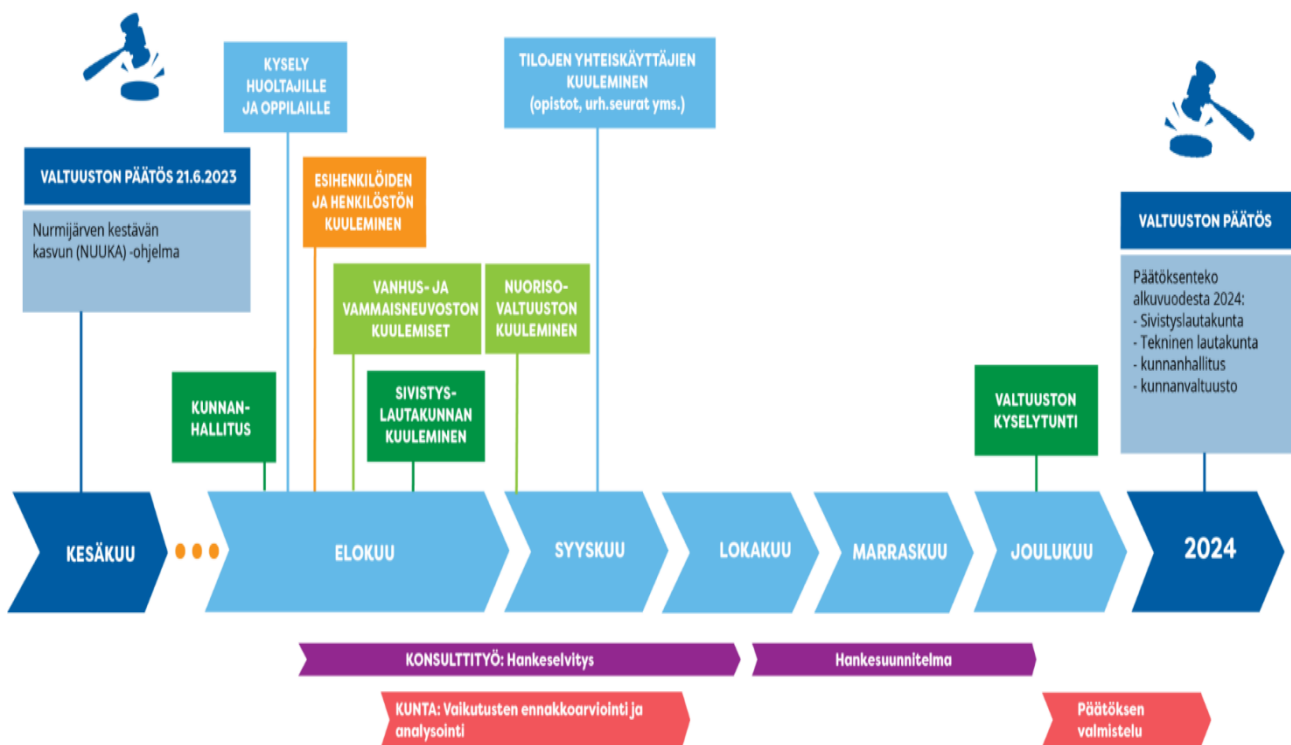 KYSELY
HUOLTAJILLE
JA OPPILAILLE
TILOJEN YHTEISKÄYTTÄJIEN
KUULEMINEN
(opistot, urh.seurat yms.)
VALTUUSTON PÄÄTÖS 21.6.2023
Nurmijärven kestävän
kasvun (NUUKA) -ohjelma
ESIHENKILÖIDEN
JA HENKILÖSTÖN
KUULEMINEN
VALTUUSTON PÄÄTÖS
Päätöksenteko
alkuvuodesta 2024:
- Sivistyslautakunta
- Tekninen lautakunta
- kunnanhallitus
- kunnanvaltuusto
VANHUS- JA
VAMMAISNEUVOSTON
KUULEMISET
NUORISO-
VALTUUSTON
KUULEMINEN
KUNNAN-
HALLITUS
SIVISTYS-
LAUTAKUNNAN
KUULEMINEN
VALTUUSTON
KYSELYTUNTI
KESÄKUU
ELOKUU
SYYSKUU
LOKAKUU
MARRASKUU
JOULUKUU
2024
KONSULTTITYÖ: Hankeselvitys
Hankesuunnitelma
KUNTA: Vaikutusten ennakkoarviointi ja
analysointi
Päätöksen
valmistelu